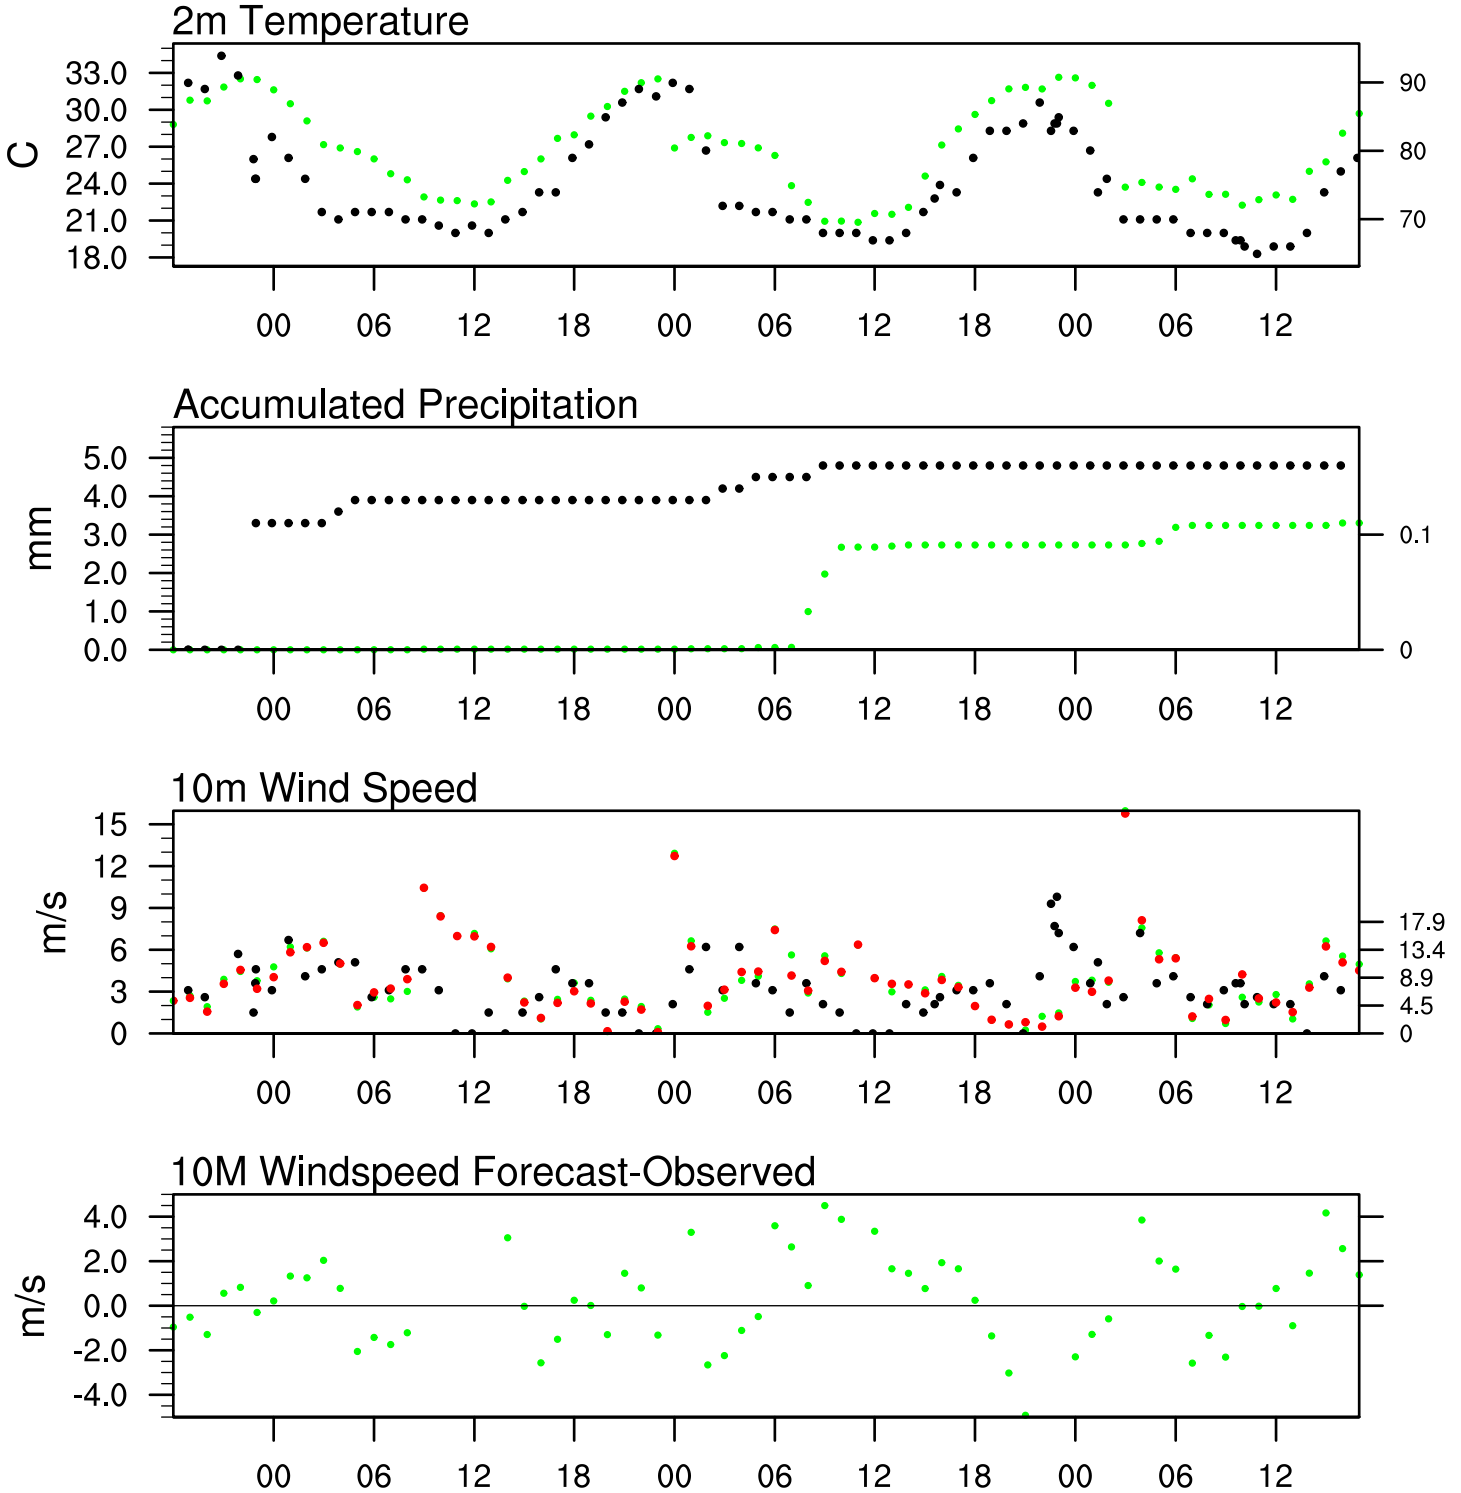 2m Temperature
33.0
30.0
27.0
24.0
21.0
18.0
C
90
80
70
00 06 12 18 00 06 12 18 00 06 12
Accumulated Precipitation
5.0
4.0
3.0
2.0
1.0
0.0
mm
0.1
0
00 06 12 18 00 06 12 18 00 06 12
10m Wind Speed
15
12
9
6
3
0
m/s
17.9
13.4
8.9
4.5
0
00 06 12 18 00 06 12 18 00 06 12
10M Windspeed Forecast-Observed
4.0
2.0
0.0
-2.0
-4.0
m/s
00 06 12 18 00 06 12 18 00 06 12